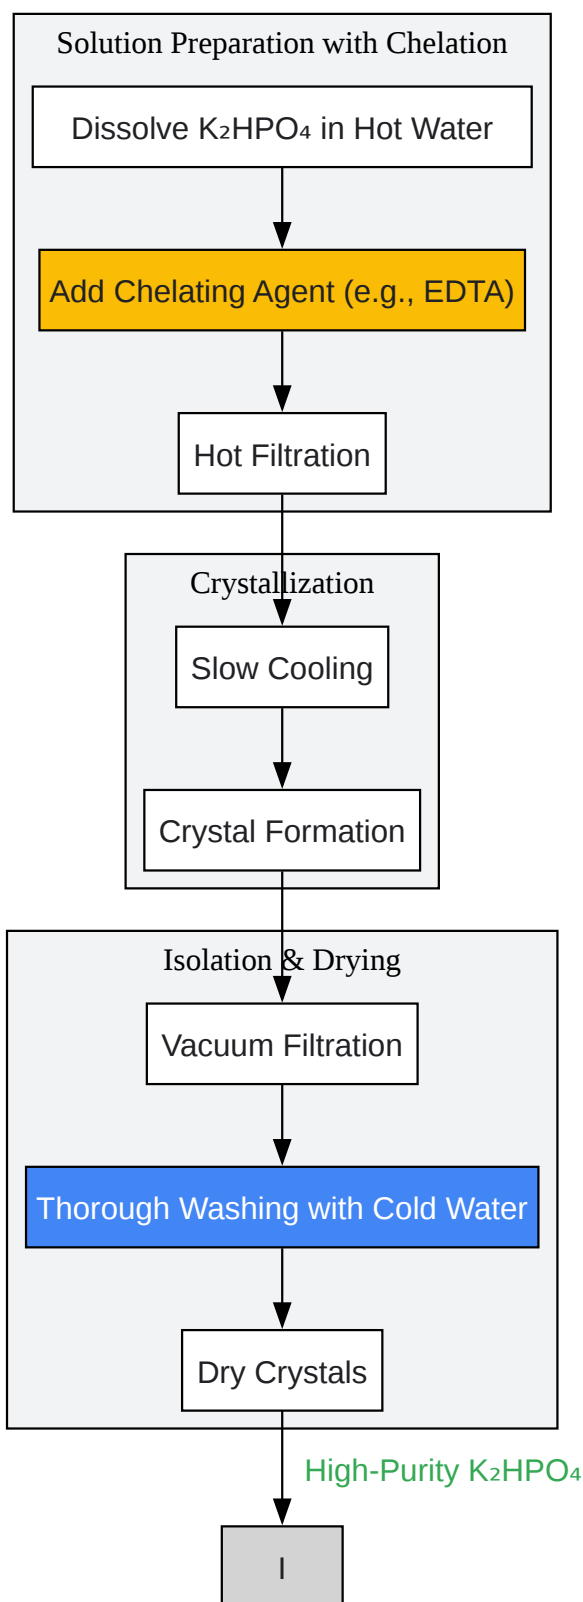 Solution Preparation with Chelation
Dissolve K₂HPO₄ in Hot Water
Add Chelating Agent (e.g., EDTA)
Hot Filtration
Crystallization
Slow Cooling
Crystal Formation
Isolation & Drying
Vacuum Filtration
Thorough Washing with Cold Water
Dry Crystals
High-Purity K₂HPO₄
I